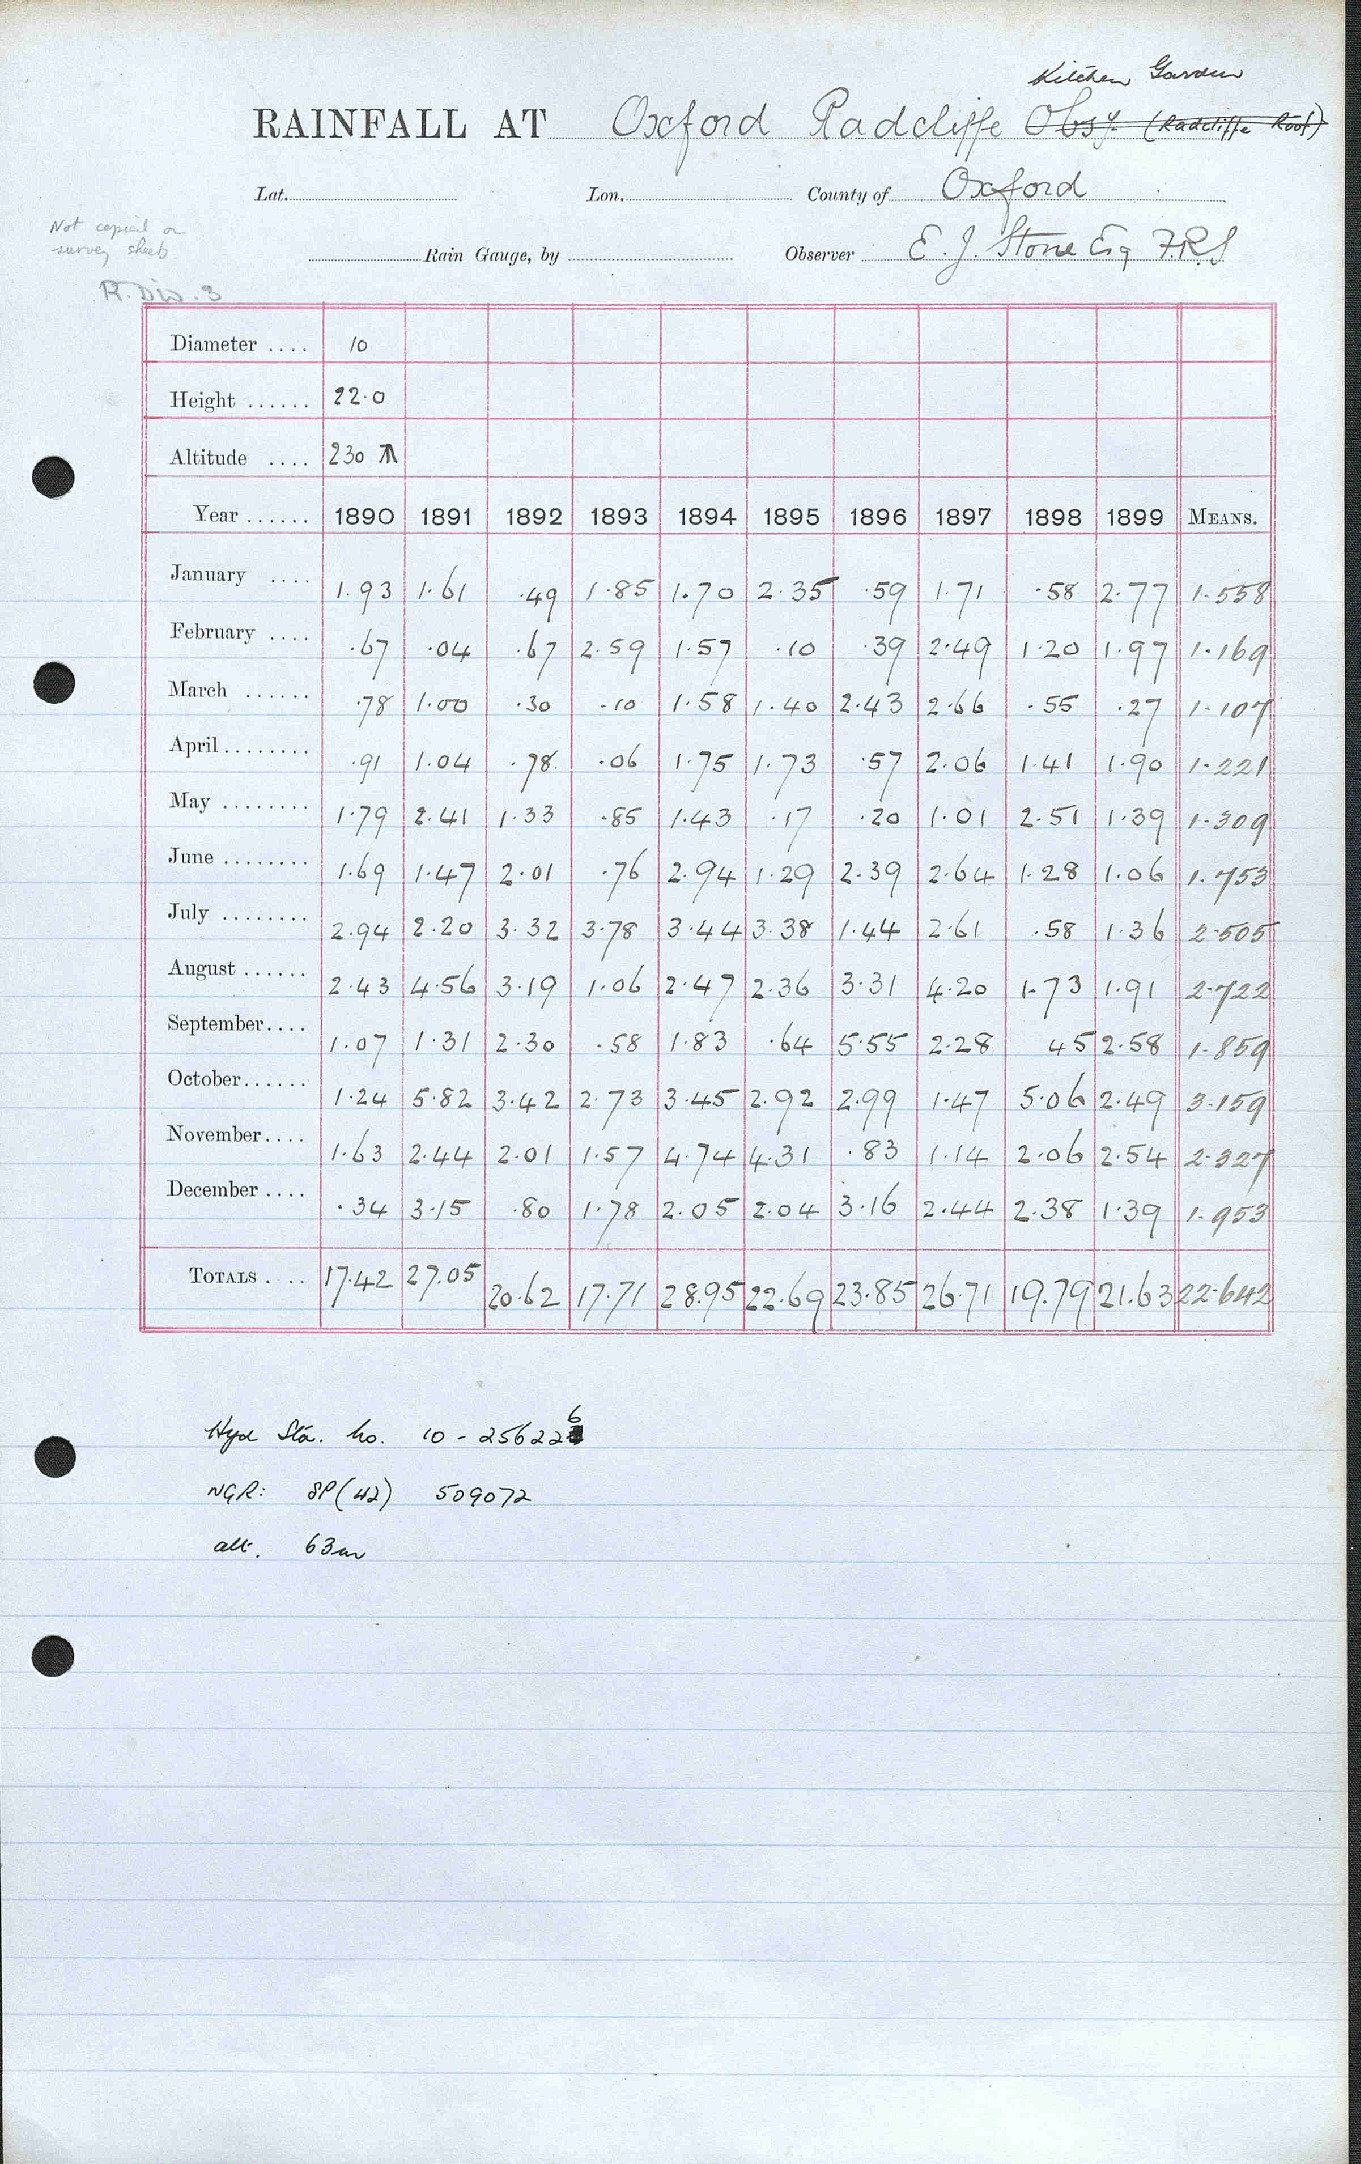 Kitchen Garden
RAINFALL AT Oxford Radcliffe Obsy. (Radcliffe Roof)
Lat. Lon. County of Oxford
Not copied on
survey sheets
Rain Gauge, by Observer E. J. Stone Esq F.R.S
R. Div. 3
Diameter .... 10
Height ...... 22.0
Altitude .... 230
Year ...... 1890 1891 1892 1893 1894 1895 1896 1897 1898 1899 MEANS.
January .... 1.93 1.61 .49 1.85 1.70 2.35 .59 1.71 .58 2.77 1.558
February .... .67 .04 .67 2.59 1.57 .10 .39 2.49 1.20 1.97 1.169
March ...... .78 1.00 .30 .10 1.58 1.40 2.43 2.66 .55 .27 1.107
April ........ .91 1.04 .78 .06 1.75 1.73 .57 2.06 1.41 1.90 1.221
May ........ 1.79 2.41 1.33 .85 1.43 .17 .20 1.01 2.51 1.39 1.309
June ........ 1.69 1.47 2.01 .76 2.94 1.29 2.39 2.64 1.28 1.06 1.753
July ........ 2.94 2.20 3.32 3.78 3.44 3.38 1.44 2.61 .58 1.36 2.505
August ...... 2.43 4.56 3.19 1.06 2.47 2.36 3.31 4.20 1.73 1.91 2.722
September.... 1.07 1.31 2.30 .58 1.83 .64 5.55 2.28 45 2.58 1.859
October...... 1.24 5.82 3.42 2.73 3.45 2.92 2.99 1.47 5.06 2.49 3.159
November.... 1.63 2.44 2.01 1.57 4.74 4.31 .83 1.14 2.06 2.54 2.327
December .... .34 3.15 .80 1.78 2.05 2.04 3.16 2.44 2.38 1.39 1.953
TOTALS .... 17.42 27.05 20.62 17.71 28.95 22.69 23.85 26.71 19.79 21.63 22.642
Hyd Sta. No. 10 - 256226
NGR: SP(42) 509072
alt. 63m